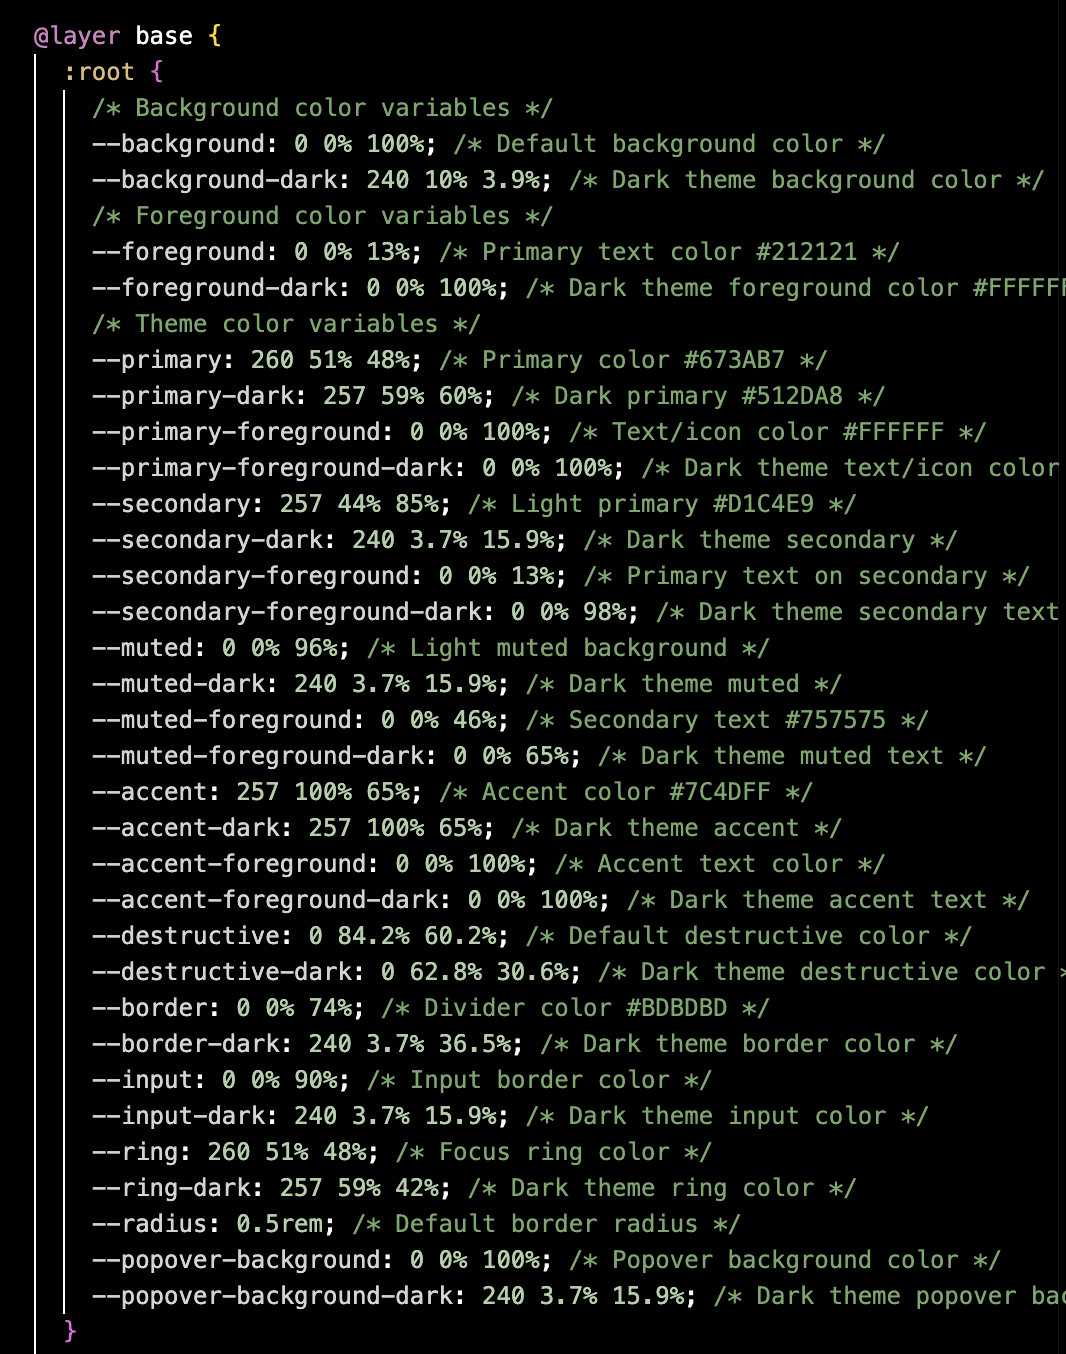 @layer base {
:root {
/* Background color variables */
--background: 0 0% 100%; /* Default background color */
--background-dark: 240 10% 3.9%; /* Dark theme background color */
/* Foreground color variables */
--foreground: 0 0% 13%; /* Primary text color #212121 */
--foreground-dark: 0 0% 100%; /* Dark theme foreground color #FFFFFF
/* Theme color variables */
--primary: 260 51% 48%; /* Primary color #673AB7 */
--primary-dark: 257 59% 60%; /* Dark primary #512DA8 */
--primary-foreground: 0 0% 100%; /* Text/icon color #FFFFFF */
--primary-foreground-dark: 0 0% 100%; /* Dark theme text/icon color
--secondary: 257 44% 85%; /* Light primary #D1C4E9 */
--secondary-dark: 240 3.7% 15.9%; /* Dark theme secondary */
--secondary-foreground: 0 0% 13%; /* Primary text on secondary */
--secondary-foreground-dark: 0 0% 98%; /* Dark theme secondary text
--muted: 0 0% 96%; /* Light muted background */
--muted-dark: 240 3.7% 15.9%; /* Dark theme muted */
--muted-foreground: 0 0% 46%; /* Secondary text #757575 */
--muted-foreground-dark: 0 0% 65%; /* Dark theme muted text */
--accent: 257 100% 65%; /* Accent color #7C4DFF */
--accent-dark: 257 100% 65%; /* Dark theme accent */
--accent-foreground: 0 0% 100%; /* Accent text color */
--accent-foreground-dark: 0 0% 100%; /* Dark theme accent text */
--destructive: 0 84.2% 60.2%; /* Default destructive color */
--destructive-dark: 0 62.8% 30.6%; /* Dark theme destructive color *
--border: 0 0% 74%; /* Divider color #BDBDBD */
--border-dark: 240 3.7% 36.5%; /* Dark theme border color */
--input: 0 0% 90%; /* Input border color */
--input-dark: 240 3.7% 15.9%; /* Dark theme input color */
--ring: 260 51% 48%; /* Focus ring color */
--ring-dark: 257 59% 42%; /* Dark theme ring color */
--radius: 0.5rem; /* Default border radius */
--popover-background: 0 0% 100%; /* Popover background color */
--popover-background-dark: 240 3.7% 15.9%; /* Dark theme popover bac
}